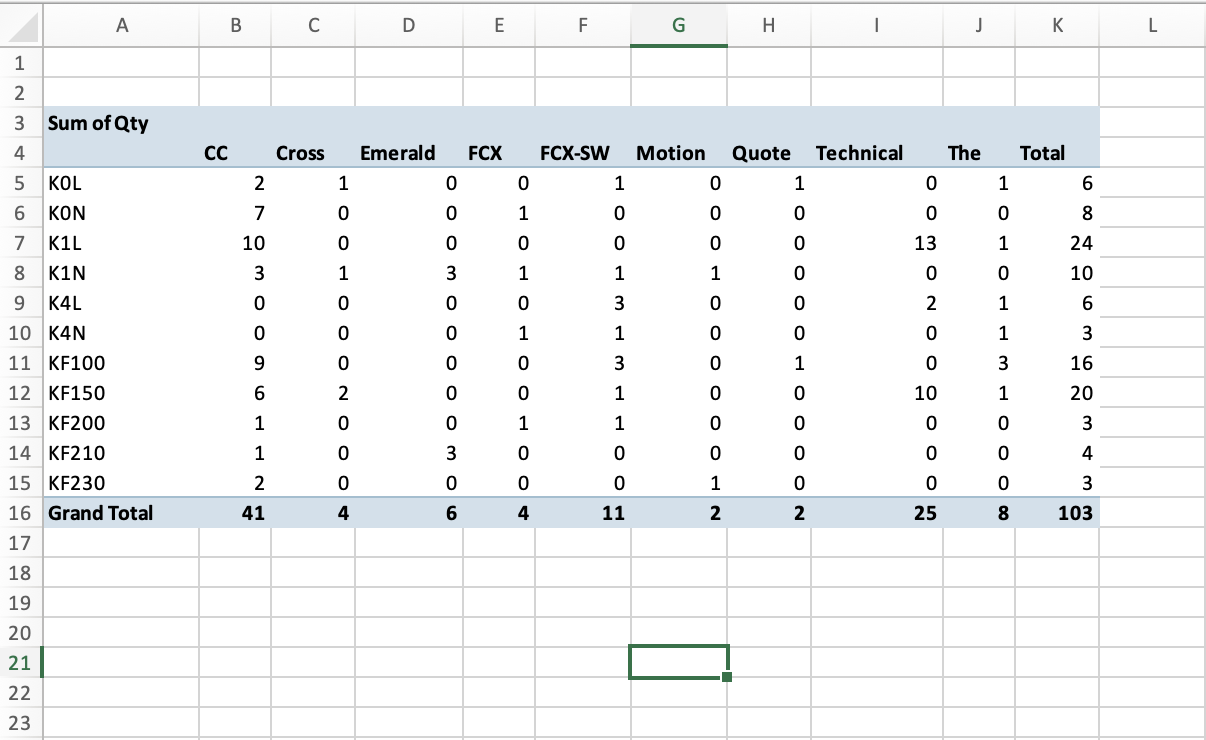 A B C D E F G H I J K L
1
2
3 Sum of Qty
4 CC Cross Emerald FCX FCX-SW Motion Quote Technical The Total
5 K0L 2 1 0 0 1 0 1 0 1 6
6 K0N 7 0 0 1 0 0 0 0 0 8
7 K1L 10 0 0 0 0 0 0 13 1 24
8 K1N 3 1 3 1 1 1 0 0 0 10
9 K4L 0 0 0 0 3 0 0 2 1 6
10 K4N 0 0 0 1 1 0 0 0 1 3
11 KF100 9 0 0 0 3 0 1 0 3 16
12 KF150 6 2 0 0 1 0 0 10 1 20
13 KF200 1 0 0 1 1 0 0 0 0 3
14 KF210 1 0 3 0 0 0 0 0 0 4
15 KF230 2 0 0 0 0 1 0 0 0 3
16 Grand Total 41 4 6 4 11 2 2 25 8 103
17
18
19
20
21
22
23